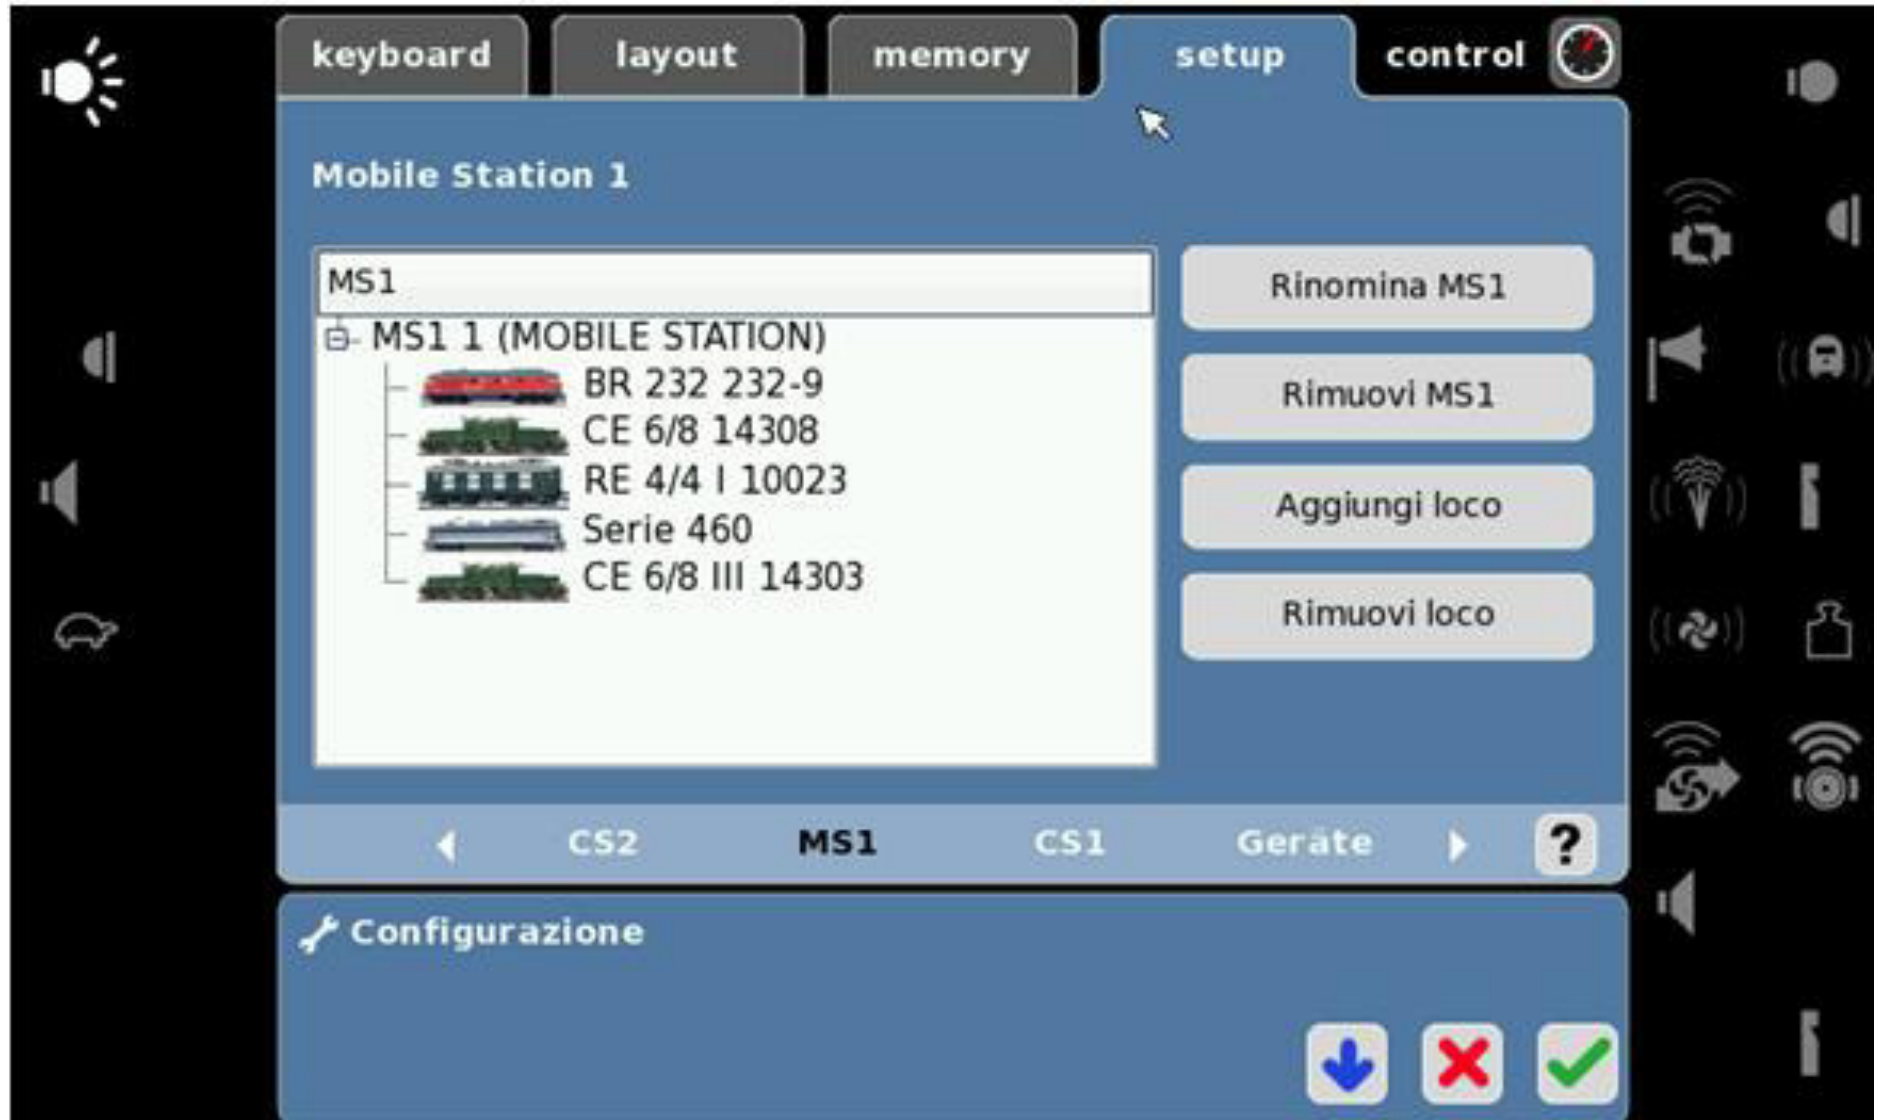 keyboard layout memory setup control
Mobile Station 1
MS1
MS1 1 (MOBILE STATION)
BR 232 232-9
CE 6/8 14308
RE 4/4 I 10023
Serie 460
CE 6/8 III 14303
Rinomina MS1
Rimuovi MS1
Aggiungi loco
Rimuovi loco
CS2 MS1 CS1 Geräte ?
Configurazione